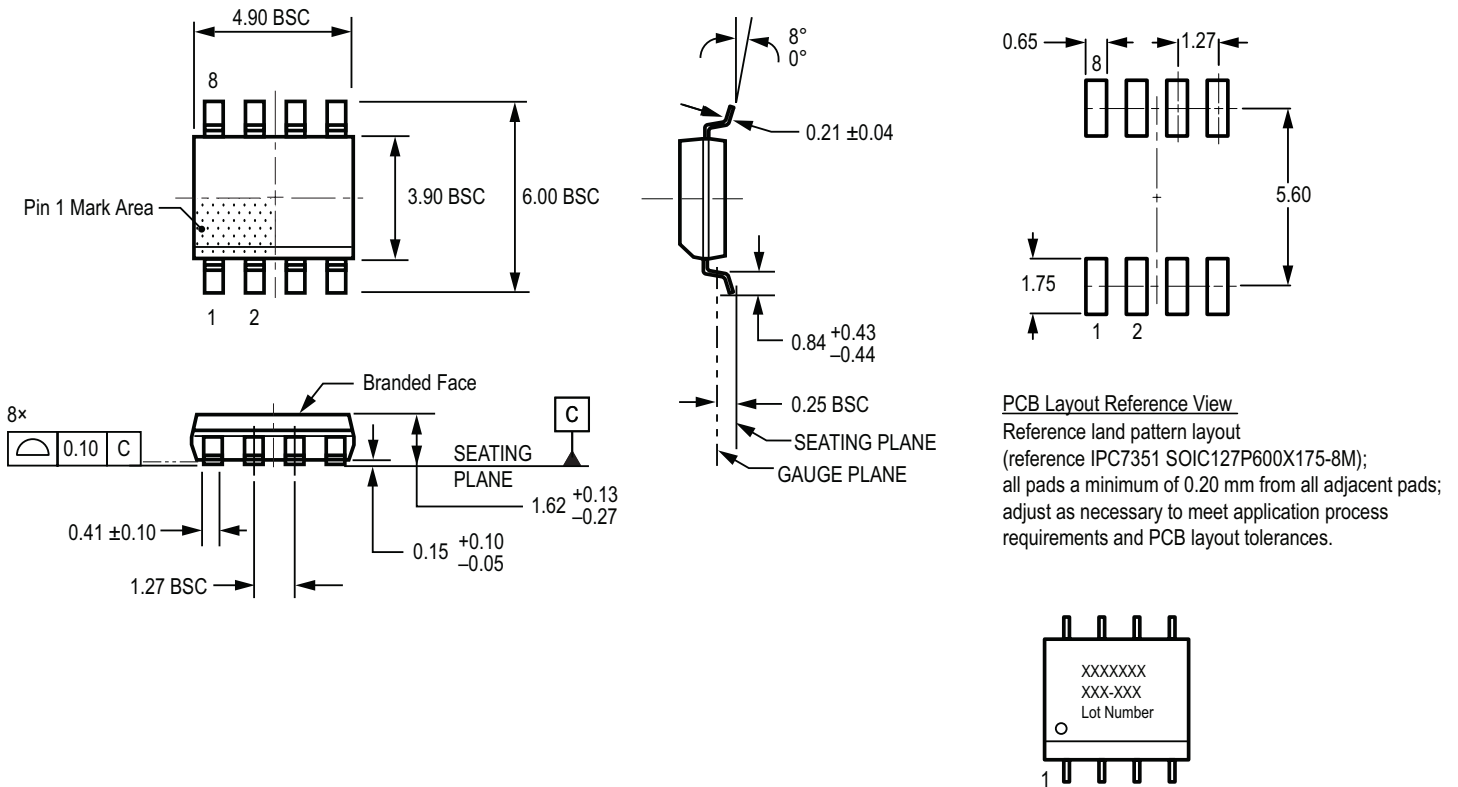 4.90 BSC
8
Pin 1 Mark Area
3.90 BSC
6.00 BSC
1 2
8°
0°
0.21 ±0.04
0.84 +0.43
–0.44
0.25 BSC
SEATING PLANE
GAUGE PLANE
0.65
1.27
8
5.60
1.75
1 2
Branded Face
8×
0.10 C
C
SEATING
PLANE
1.62 +0.13
–0.27
0.41 ±0.10
0.15 +0.10
–0.05
1.27 BSC
PCB Layout Reference View
Reference land pattern layout
(reference IPC7351 SOIC127P600X175-8M);
all pads a minimum of 0.20 mm from all adjacent pads;
adjust as necessary to meet application process
requirements and PCB layout tolerances.
XXXXXXX
XXX-XXX
Lot Number
1